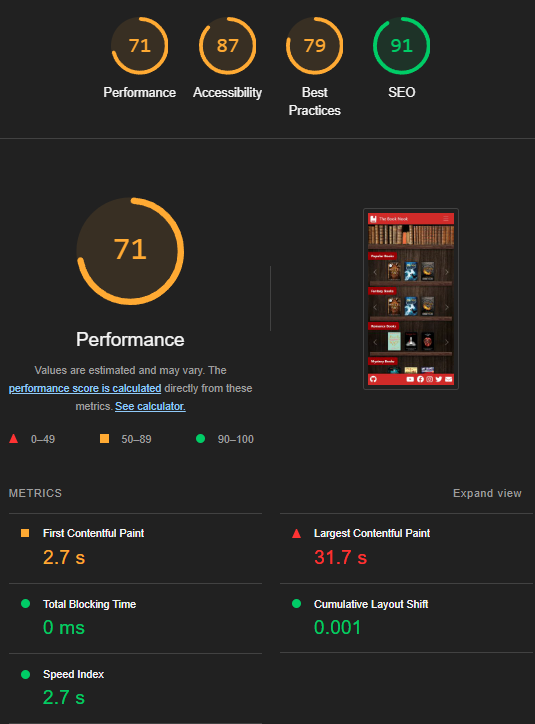 71
87
79
91
Performance
Accessibility
Best
Practices
SEO
71
Performance
Values are estimated and may vary. The
performance score is calculated directly from these
metrics. See calculator.
0–49
50–89
90–100
The Book Nook
Popular Books
Fantasy Books
Romance Books
Mystery Books
METRICS
Expand view
First Contentful Paint
2.7 s
Largest Contentful Paint
31.7 s
Total Blocking Time
0 ms
Cumulative Layout Shift
0.001
Speed Index
2.7 s